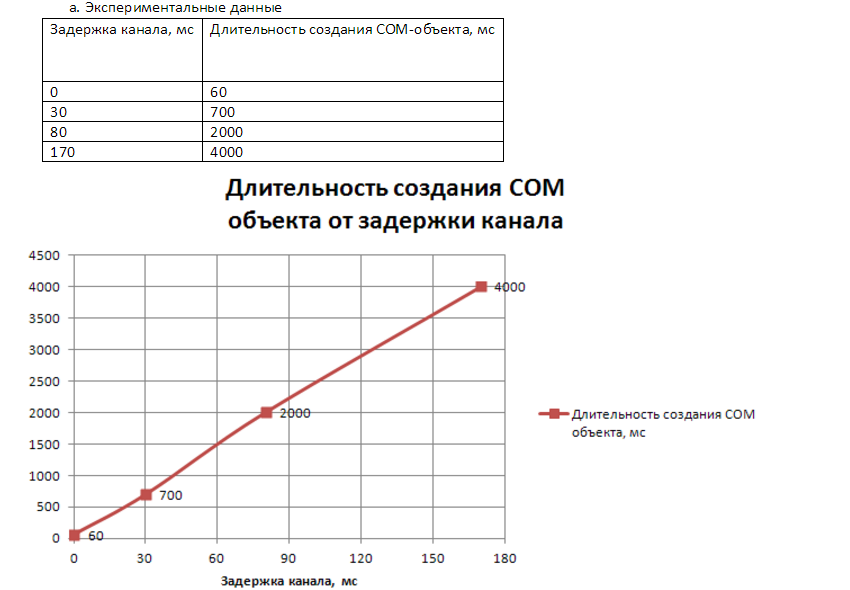 a. Экспериментальные данные
Задержка канала, мс Длительность создания COM-объекта, мс
0 60
30 700
80 2000
170 4000
Длительность создания COM
объекта от задержки канала
4500
4000
3500
3000
2500
2000
1500
1000
500
0
4000
2000
700
60
0 30 60 90 120 150 180
Задержка канала, мс
Длительность создания COM
объекта, мс